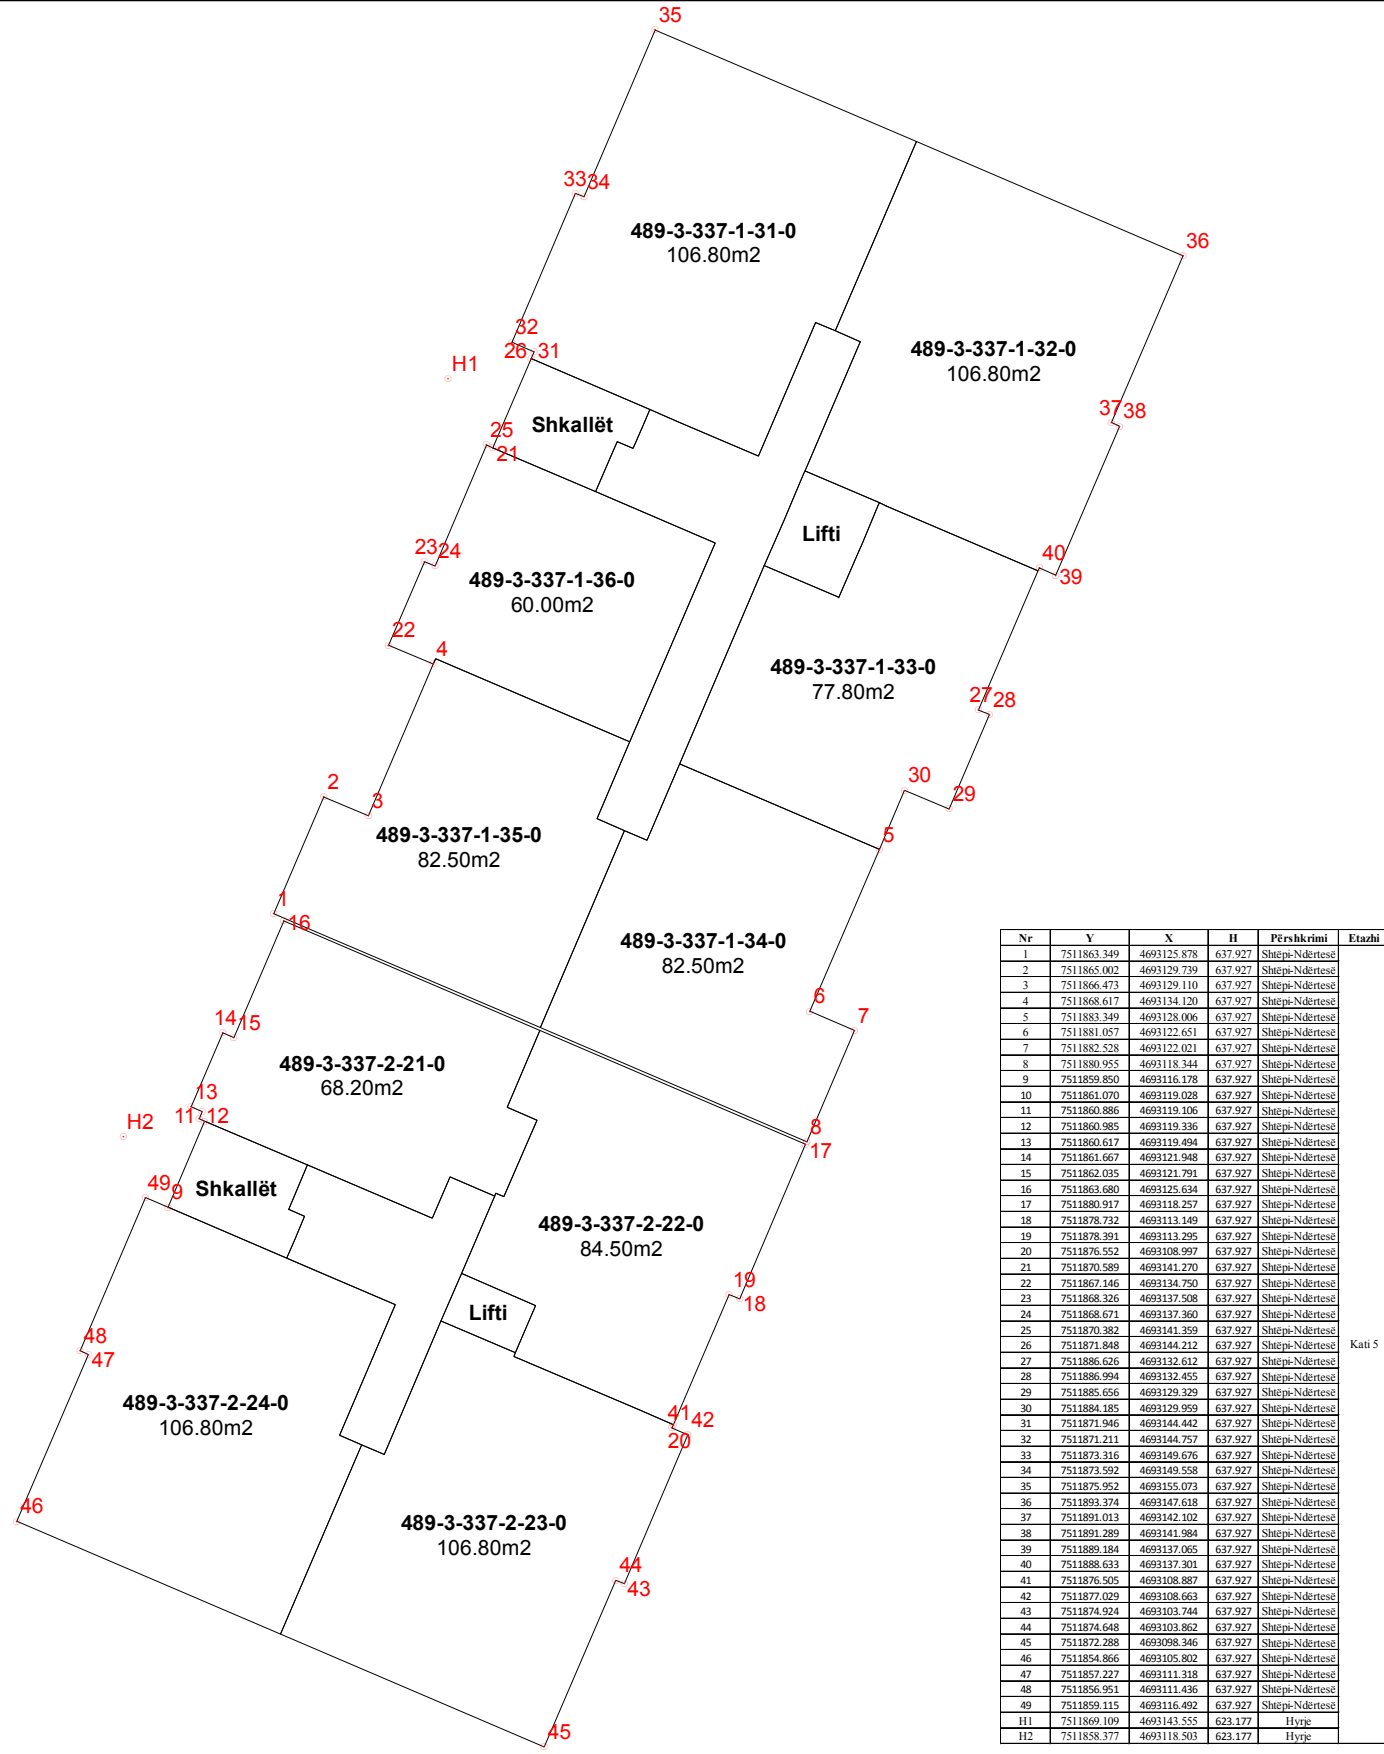 35
33 34
489-3-337-1-31-0
106.80m2
36
32
26 31
H1
489-3-337-1-32-0
106.80m2
37 38
25
21
Shkallët
Lifti
40
39
23 24
489-3-337-1-36-0
60.00m2
22
4
489-3-337-1-33-0
77.80m2
27 28
2
3
30
29
489-3-337-1-35-0
82.50m2
5
1
16
489-3-337-1-34-0
82.50m2
6
7
14 15
489-3-337-2-21-0
68.20m2
13
11 12
H2
8
17
49 9
Shkallët
489-3-337-2-22-0
84.50m2
19
18
Lifti
48
47
489-3-337-2-24-0
106.80m2
41 42
20
46
489-3-337-2-23-0
106.80m2
44
43
45
Nr Y X H Përshkrimi Etazhi
1 7511863.349 4693125.878 637.927 Shtëpi-Ndërtesë
2 7511865.002 4693129.739 637.927 Shtëpi-Ndërtesë
3 7511866.473 4693129.110 637.927 Shtëpi-Ndërtesë
4 7511868.617 4693134.120 637.927 Shtëpi-Ndërtesë
5 7511883.349 4693128.006 637.927 Shtëpi-Ndërtesë
6 7511881.057 4693122.651 637.927 Shtëpi-Ndërtesë
7 7511882.528 4693122.021 637.927 Shtëpi-Ndërtesë
8 7511880.955 4693118.344 637.927 Shtëpi-Ndërtesë
9 7511859.850 4693116.178 637.927 Shtëpi-Ndërtesë
10 7511861.070 4693119.028 637.927 Shtëpi-Ndërtesë
11 7511860.886 4693119.106 637.927 Shtëpi-Ndërtesë
12 7511860.985 4693119.336 637.927 Shtëpi-Ndërtesë
13 7511860.617 4693119.494 637.927 Shtëpi-Ndërtesë
14 7511861.667 4693121.948 637.927 Shtëpi-Ndërtesë
15 7511862.035 4693121.791 637.927 Shtëpi-Ndërtesë
16 7511863.680 4693125.634 637.927 Shtëpi-Ndërtesë
17 7511880.917 4693118.257 637.927 Shtëpi-Ndërtesë
18 7511878.732 4693113.149 637.927 Shtëpi-Ndërtesë
19 7511878.391 4693113.295 637.927 Shtëpi-Ndërtesë
20 7511876.552 4693108.997 637.927 Shtëpi-Ndërtesë
21 7511870.589 4693141.270 637.927 Shtëpi-Ndërtesë
22 7511867.146 4693134.750 637.927 Shtëpi-Ndërtesë
23 7511868.326 4693137.508 637.927 Shtëpi-Ndërtesë
24 7511868.671 4693137.360 637.927 Shtëpi-Ndërtesë
25 7511870.382 4693141.359 637.927 Shtëpi-Ndërtesë
26 7511871.848 4693144.212 637.927 Shtëpi-Ndërtesë Kati 5
27 7511886.626 4693132.612 637.927 Shtëpi-Ndërtesë
28 7511886.994 4693132.455 637.927 Shtëpi-Ndërtesë
29 7511885.656 4693129.329 637.927 Shtëpi-Ndërtesë
30 7511884.185 4693129.959 637.927 Shtëpi-Ndërtesë
31 7511871.946 4693144.442 637.927 Shtëpi-Ndërtesë
32 7511871.211 4693144.757 637.927 Shtëpi-Ndërtesë
33 7511873.316 4693149.676 637.927 Shtëpi-Ndërtesë
34 7511873.592 4693149.558 637.927 Shtëpi-Ndërtesë
35 7511875.952 4693155.073 637.927 Shtëpi-Ndërtesë
36 7511893.374 4693147.618 637.927 Shtëpi-Ndërtesë
37 7511891.013 4693142.102 637.927 Shtëpi-Ndërtesë
38 7511891.289 4693141.984 637.927 Shtëpi-Ndërtesë
39 7511889.184 4693137.065 637.927 Shtëpi-Ndërtesë
40 7511888.633 4693137.301 637.927 Shtëpi-Ndërtesë
41 7511876.505 4693108.887 637.927 Shtëpi-Ndërtesë
42 7511877.029 4693108.663 637.927 Shtëpi-Ndërtesë
43 7511874.924 4693103.744 637.927 Shtëpi-Ndërtesë
44 7511874.648 4693103.862 637.927 Shtëpi-Ndërtesë
45 7511872.288 4693098.346 637.927 Shtëpi-Ndërtesë
46 7511854.866 4693105.802 637.927 Shtëpi-Ndërtesë
47 7511857.227 4693111.318 637.927 Shtëpi-Ndërtesë
48 7511856.951 4693111.436 637.927 Shtëpi-Ndërtesë
49 7511859.115 4693116.492 637.927 Shtëpi-Ndërtesë
H1 7511869.109 4693143.555 623.177 Hyrje
H2 7511858.377 4693118.503 623.177 Hyrje